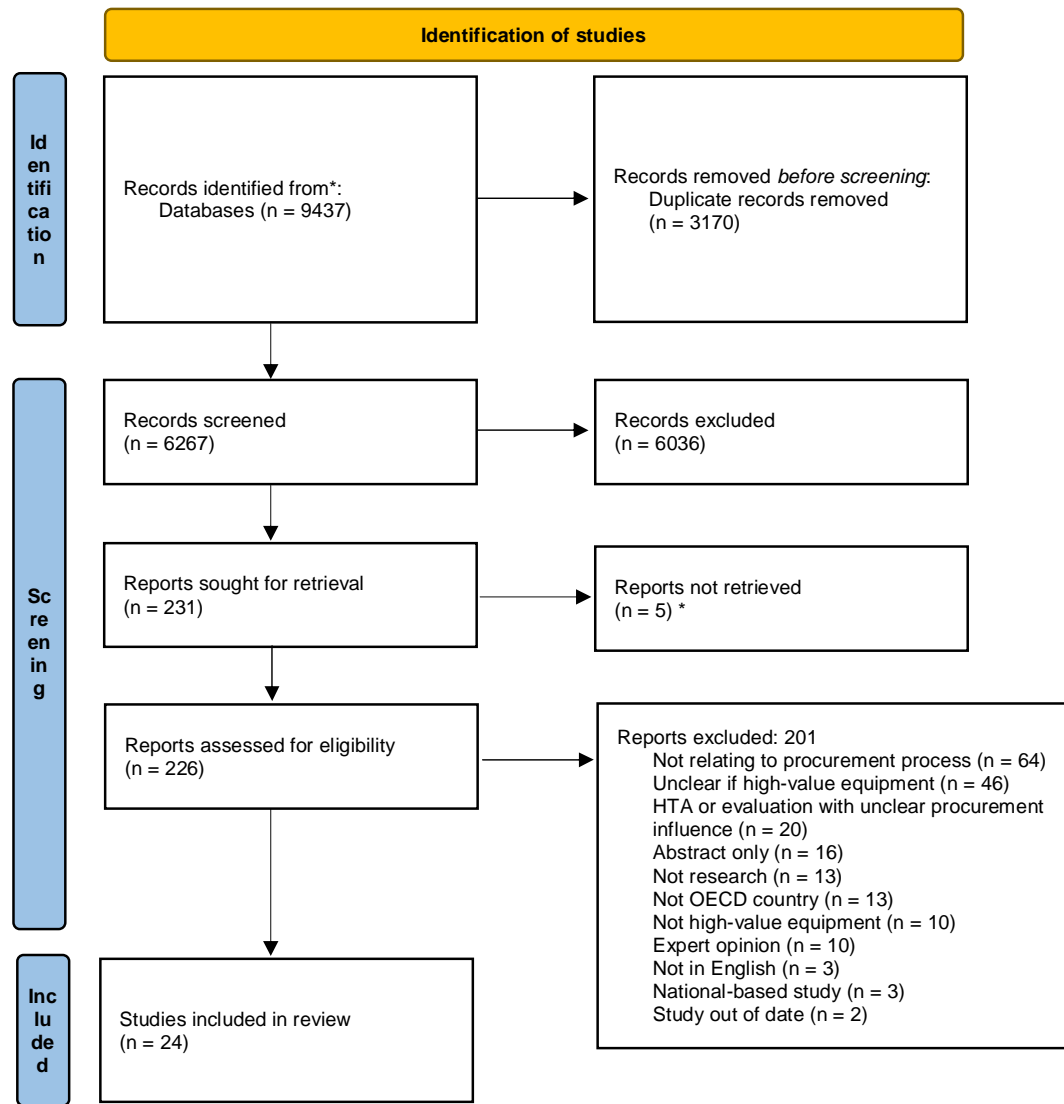 Identification of studies
Id
en
tifi
ca
tio
n
Records identified from*:
Databases (n = 9437)
Records removed before screening:
Duplicate records removed
(n = 3170)
Sc
re
en
in
g
Records screened
(n = 6267)
Records excluded
(n = 6036)
Reports sought for retrieval
(n = 231)
Reports not retrieved
(n = 5) *
Reports assessed for eligibility
(n = 226)
Reports excluded: 201
Not relating to procurement process (n = 64)
Unclear if high-value equipment (n = 46)
HTA or evaluation with unclear procurement
influence (n = 20)
Abstract only (n = 16)
Not research (n = 13)
Not OECD country (n = 13)
Not high-value equipment (n = 10)
Expert opinion (n = 10)
Not in English (n = 3)
National-based study (n = 3)
Study out of date (n = 2)
Inc
lu
de
d
Studies included in review
(n = 24)